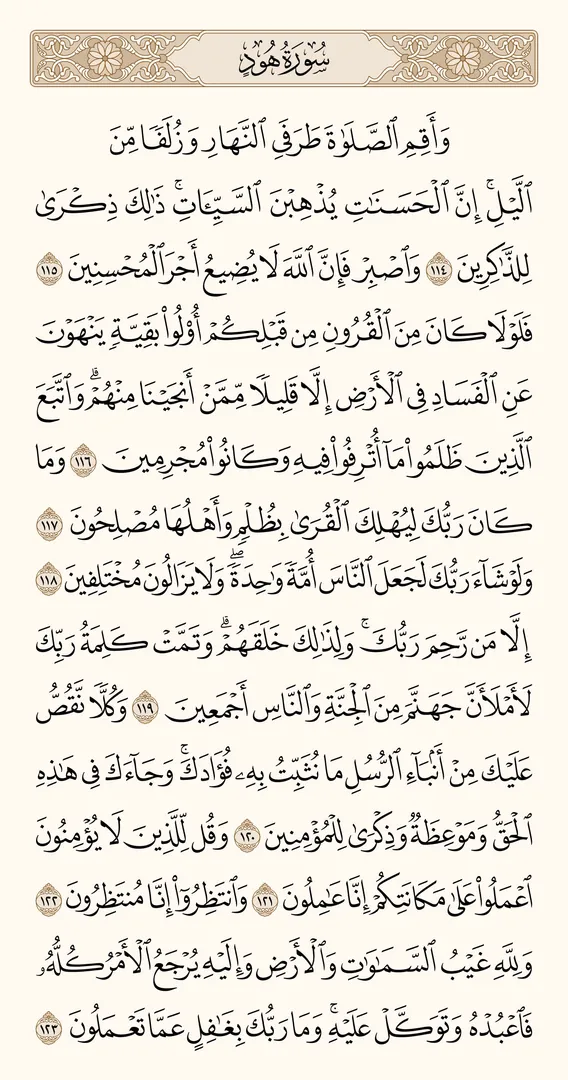 سُورَةُ هُودٍ
وَأَقِمِ ٱلصَّلَوٰةَ طَرَفَيِ ٱلنَّهَارِ وَزُلَفٗا مِّنَ
ٱلَّيۡلِۚ إِنَّ ٱلۡحَسَنَٰتِ يُذۡهِبۡنَ ٱلسَّيِّـَٔاتِۚ ذَٰلِكَ ذِكۡرَىٰ
لِلذَّٰكِرِينَ ١١٤ وَٱصۡبِرۡ فَإِنَّ ٱللَّهَ لَا يُضِيعُ أَجۡرَ ٱلۡمُحۡسِنِينَ ١١٥
فَلَوۡلَا كَانَ مِنَ ٱلۡقُرُونِ مِن قَبۡلِكُمۡ أُوْلُواْ بَقِيَّةٖ يَنۡهَوۡنَ
عَنِ ٱلۡفَسَادِ فِي ٱلۡأَرۡضِ إِلَّا قَلِيلٗا مِّمَّنۡ أَنجَيۡنَا مِنۡهُمۡۗ وَٱتَّبَعَ
ٱلَّذِينَ ظَلَمُواْ مَآ أُتۡرِفُواْ فِيهِ وَكَانُواْ مُجۡرِمِينَ ١١٦ وَمَا
كَانَ رَبُّكَ لِيُهۡلِكَ ٱلۡقُرَىٰ بِظُلۡمٖ وَأَهۡلُهَا مُصۡلِحُونَ ١١٧
وَلَوۡ شَآءَ رَبُّكَ لَجَعَلَ ٱلنَّاسَ أُمَّةٗ وَٰحِدَةٗۖ وَلَا يَزَالُونَ مُخۡتَلِفِينَ ١١٨
إِلَّا مَن رَّحِمَ رَبُّكَۚ وَلِذَٰلِكَ خَلَقَهُمۡۗ وَتَمَّتۡ كَلِمَةُ رَبِّكَ
لَأَمۡلَأَنَّ جَهَنَّمَ مِنَ ٱلۡجِنَّةِ وَٱلنَّاسِ أَجۡمَعِينَ ١١٩ وَكُلّٗا نَّقُصُّ
عَلَيۡكَ مِنۡ أَنۢبَآءِ ٱلرُّسُلِ مَا نُثَبِّتُ بِهِۦ فُؤَادَكَۚ وَجَآءَكَ فِي هَٰذِهِ
ٱلۡحَقُّ وَمَوۡعِظَةٞ وَذِكۡرَىٰ لِلۡمُؤۡمِنِينَ ١٢٠ وَقُل لِّلَّذِينَ لَا يُؤۡمِنُونَ
ٱعۡمَلُواْ عَلَىٰ مَكَانَتِكُمۡ إِنَّا عَٰمِلُونَ ١٢١ وَٱنتَظِرُوٓاْ إِنَّا مُنتَظِرُونَ ١٢٢
وَلِلَّهِ غَيۡبُ ٱلسَّمَٰوَٰتِ وَٱلۡأَرۡضِ وَإِلَيۡهِ يُرۡجَعُ ٱلۡأَمۡرُ كُلُّهُۥ
فَٱعۡبُدۡهُ وَتَوَكَّلۡ عَلَيۡهِۚ وَمَا رَبُّكَ بِغَٰفِلٍ عَمَّا تَعۡمَلُونَ ١٢٣